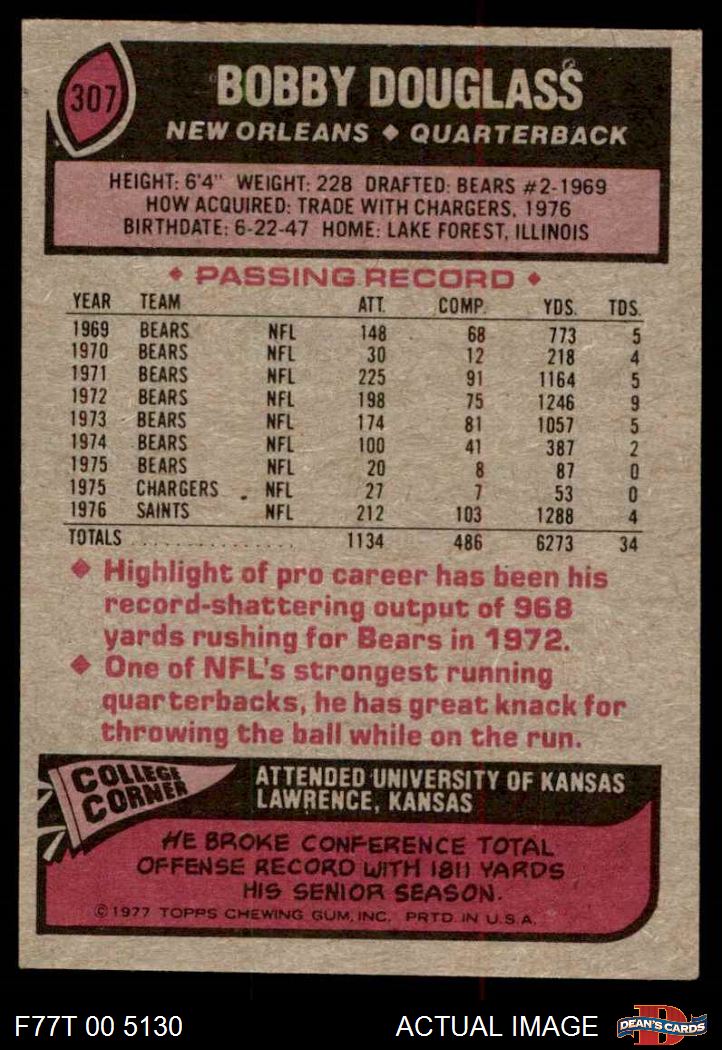 307
BOBBY DOUGLASS
NEW ORLEANS ♦ QUARTERBACK
HEIGHT: 6'4" WEIGHT: 228 DRAFTED: BEARS #2-1969
HOW ACQUIRED: TRADE WITH CHARGERS, 1976
BIRTHDATE: 6-22-47 HOME: LAKE FOREST, ILLINOIS
♦ PASSING RECORD ♦
YEAR TEAM ATT. COMP. YDS. TDS.
1969 BEARS NFL 148 68 773 5
1970 BEARS NFL 30 12 218 4
1971 BEARS NFL 225 91 1164 5
1972 BEARS NFL 198 75 1246 9
1973 BEARS NFL 174 81 1057 5
1974 BEARS NFL 100 41 387 2
1975 BEARS NFL 20 8 87 0
1975 CHARGERS NFL 27 7 53 0
1976 SAINTS NFL 212 103 1288 4
TOTALS ................ 1134 486 6273 34
♦ Highlight of pro career has been his
record-shattering output of 968
yards rushing for Bears in 1972.
♦ One of NFL's strongest running
quarterbacks, he has great knack for
throwing the ball while on the run.
COLLEGE
CORNER
ATTENDED UNIVERSITY OF KANSAS
LAWRENCE, KANSAS
HE BROKE CONFERENCE TOTAL
OFFENSE RECORD WITH 1811 YARDS
HIS SENIOR SEASON.
© 1977 TOPPS CHEWING GUM, INC. PRTD. IN U.S.A.
F77T 00 5130 ACTUAL IMAGE
D
DEAN'S CARDS